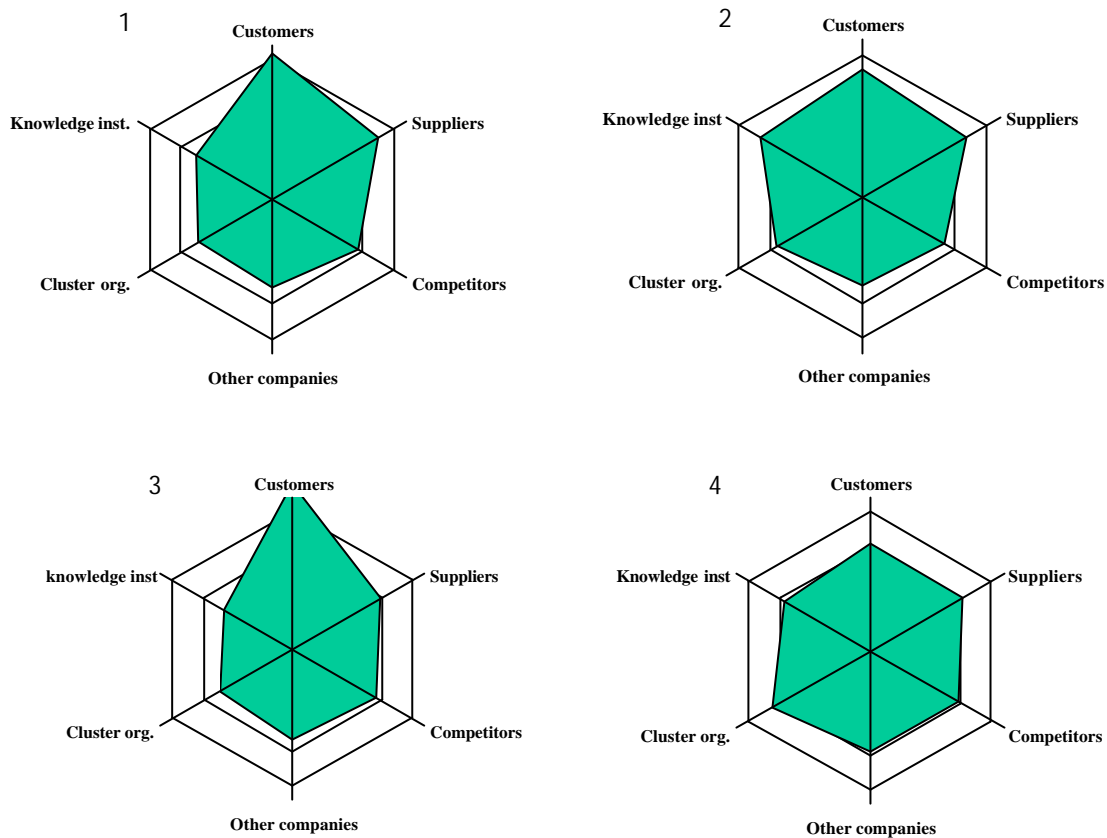 1
Customers
Knowledge inst.
Suppliers
Cluster org.
Competitors
Other companies
2
Customers
Knowledge inst
Suppliers
Cluster org.
Competitors
Other companies
3
Customers
knowledge inst
Suppliers
Cluster org.
Competitors
Other companies
4
Customers
Knowledge inst
Suppliers
Cluster org.
Competitors
Other companies